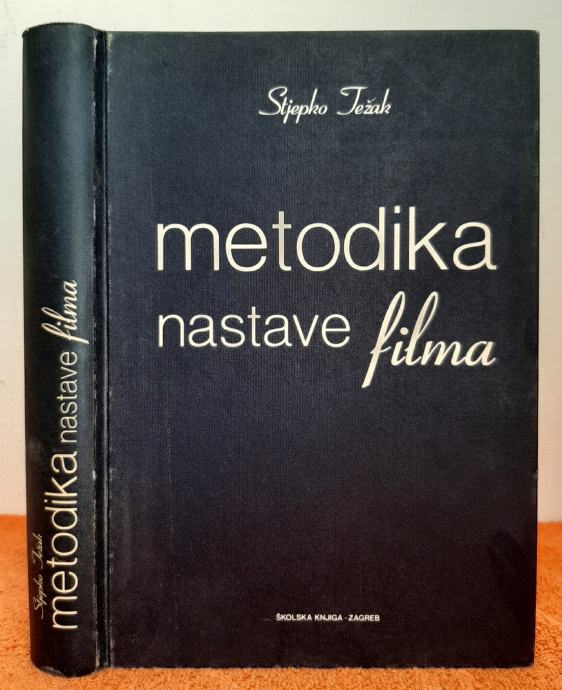 Stjepko Težak
metodika
nastave filma
ŠKOLSKA KNJIGA - ZAGREB
Stjepko Težak
metodika nastave filma